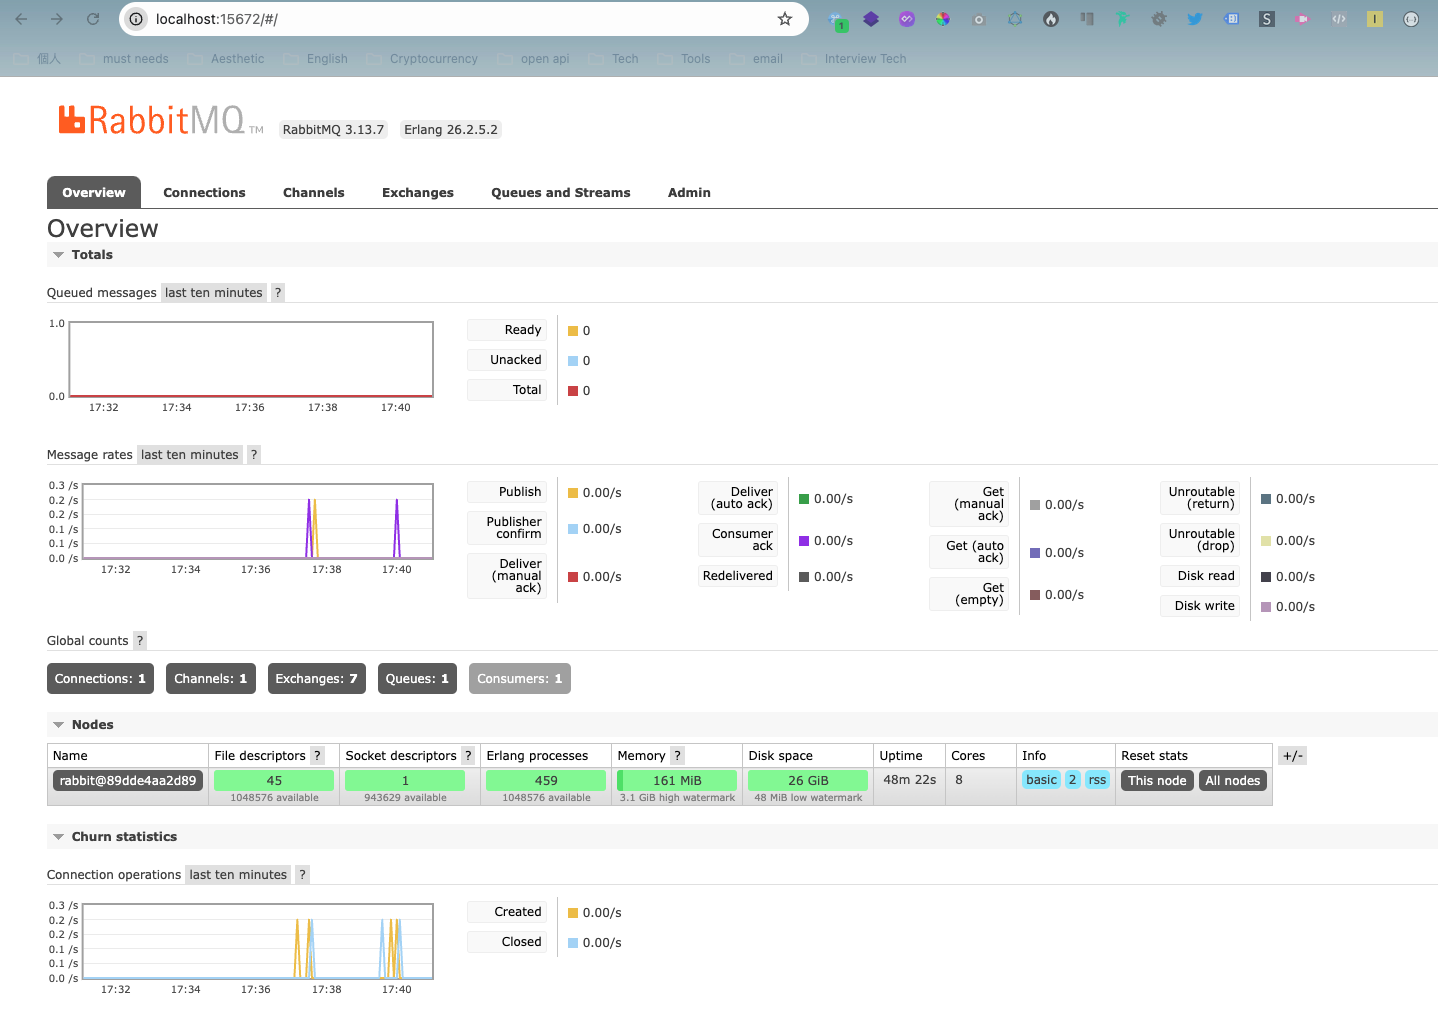 localhost:15672/#/
1
S
I
個人 must needs Aesthetic English Cryptocurrency open api Tech Tools email Interview Tech
RabbitMQ TM RabbitMQ 3.13.7 Erlang 26.2.5.2
Overview Connections Channels Exchanges Queues and Streams Admin
Overview
Totals
Queued messages last ten minutes ?
1.0
0.0
17:32 17:34 17:36 17:38 17:40
Ready 0
Unacked 0
Total 0
Message rates last ten minutes ?
0.3 /s
0.2 /s
0.2 /s
0.1 /s
0.1 /s
0.0 /s
17:32 17:34 17:36 17:38 17:40
Publish 0.00/s
Publisher
confirm 0.00/s
Deliver
(manual
ack) 0.00/s
Deliver
(auto ack) 0.00/s
Consumer
ack 0.00/s
Redelivered 0.00/s
Get
(manual
ack) 0.00/s
Get (auto
ack) 0.00/s
Get
(empty) 0.00/s
Unroutable
(return) 0.00/s
Unroutable
(drop) 0.00/s
Disk read 0.00/s
Disk write 0.00/s
Global counts ?
Connections: 1 Channels: 1 Exchanges: 7 Queues: 1 Consumers: 1
Nodes
Name File descriptors ? Socket descriptors ? Erlang processes Memory ? Disk space Uptime Cores Info Reset stats +/-
rabbit@89dde4aa2d89 45 1 459 161 MiB 26 GiB 48m 22s 8 basic 2 rss This node All nodes
1048576 available 943629 available 1048576 available 3.1 GiB high watermark 48 MiB low watermark
Churn statistics
Connection operations last ten minutes ?
0.3 /s
0.2 /s
0.2 /s
0.1 /s
0.1 /s
0.0 /s
17:32 17:34 17:36 17:38 17:40
Created 0.00/s
Closed 0.00/s